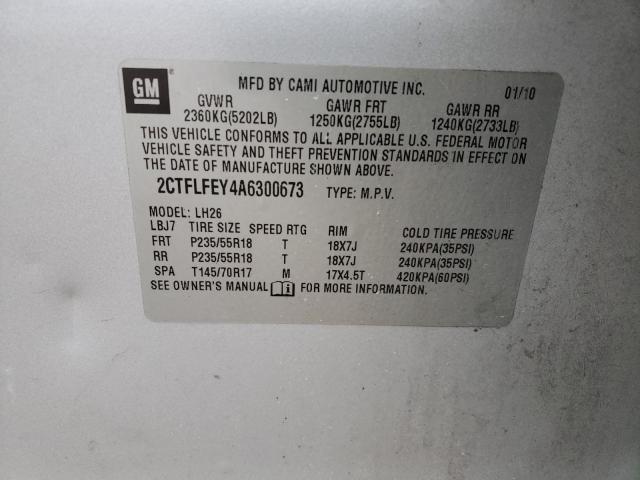 GM
MFD BY CAMI AUTOMOTIVE INC. 01/10
GVWR GAWR FRT GAWR RR
2360KG(5202LB) 1250KG(2755LB) 1240KG(2733LB)
THIS VEHICLE CONFORMS TO ALL APPLICABLE U.S. FEDERAL MOTOR
VEHICLE SAFETY AND THEFT PREVENTION STANDARDS IN EFFECT ON
THE DATE OF MANUFACTURE SHOWN ABOVE.
2CTFLFEY4A6300673 TYPE: M.P.V.
MODEL: LH26
LBJ7 TIRE SIZE SPEED RTG RIM COLD TIRE PRESSURE
FRT P235/55R18 T 18X7J 240KPA(35PSI)
RR P235/55R18 T 18X7J 240KPA(35PSI)
SPA T145/70R17 M 17X4.5T 420KPA(60PSI)
SEE OWNER'S MANUAL i FOR MORE INFORMATION.